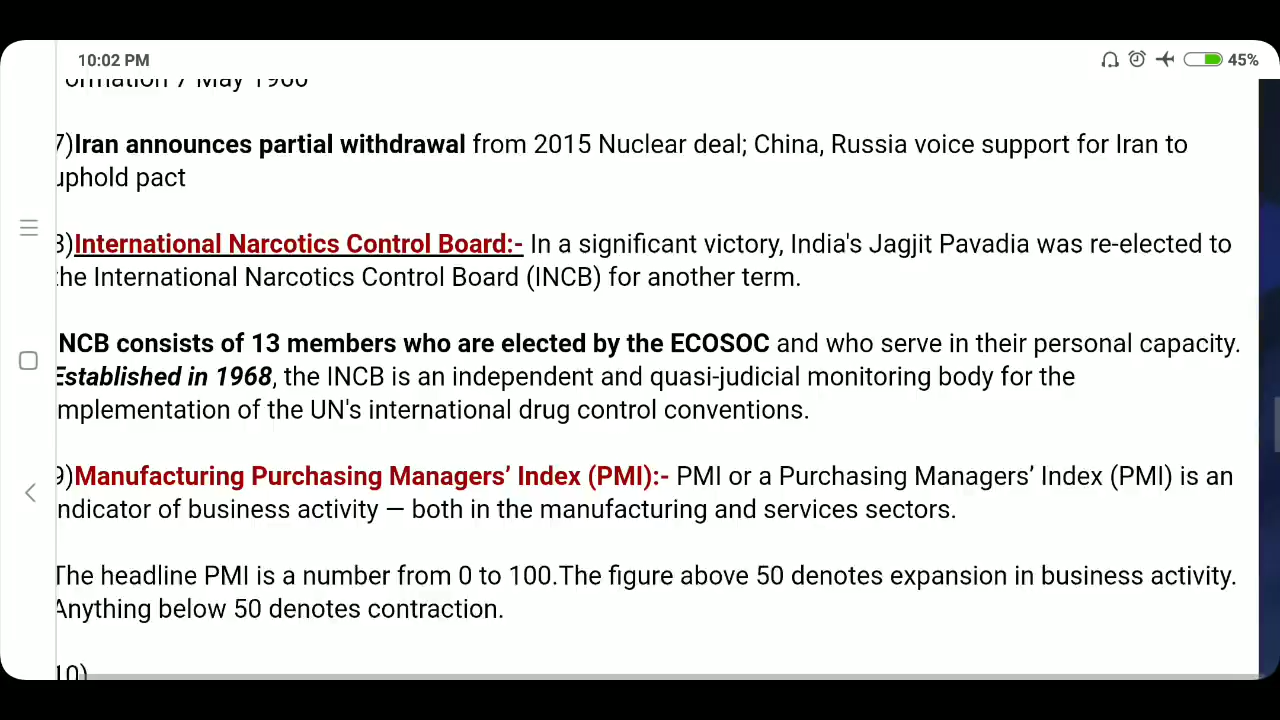 10:02 PM
45%
ormation 7 May 1960
7)Iran announces partial withdrawal from 2015 Nuclear deal; China, Russia voice support for Iran to
uphold pact
8)International Narcotics Control Board:- In a significant victory, India's Jagjit Pavadia was re-elected to
the International Narcotics Control Board (INCB) for another term.
INCB consists of 13 members who are elected by the ECOSOC and who serve in their personal capacity.
Established in 1968, the INCB is an independent and quasi-judicial monitoring body for the
implementation of the UN's international drug control conventions.
9)Manufacturing Purchasing Managers’ Index (PMI):- PMI or a Purchasing Managers’ Index (PMI) is an
indicator of business activity — both in the manufacturing and services sectors.
The headline PMI is a number from 0 to 100.The figure above 50 denotes expansion in business activity.
Anything below 50 denotes contraction.
10)